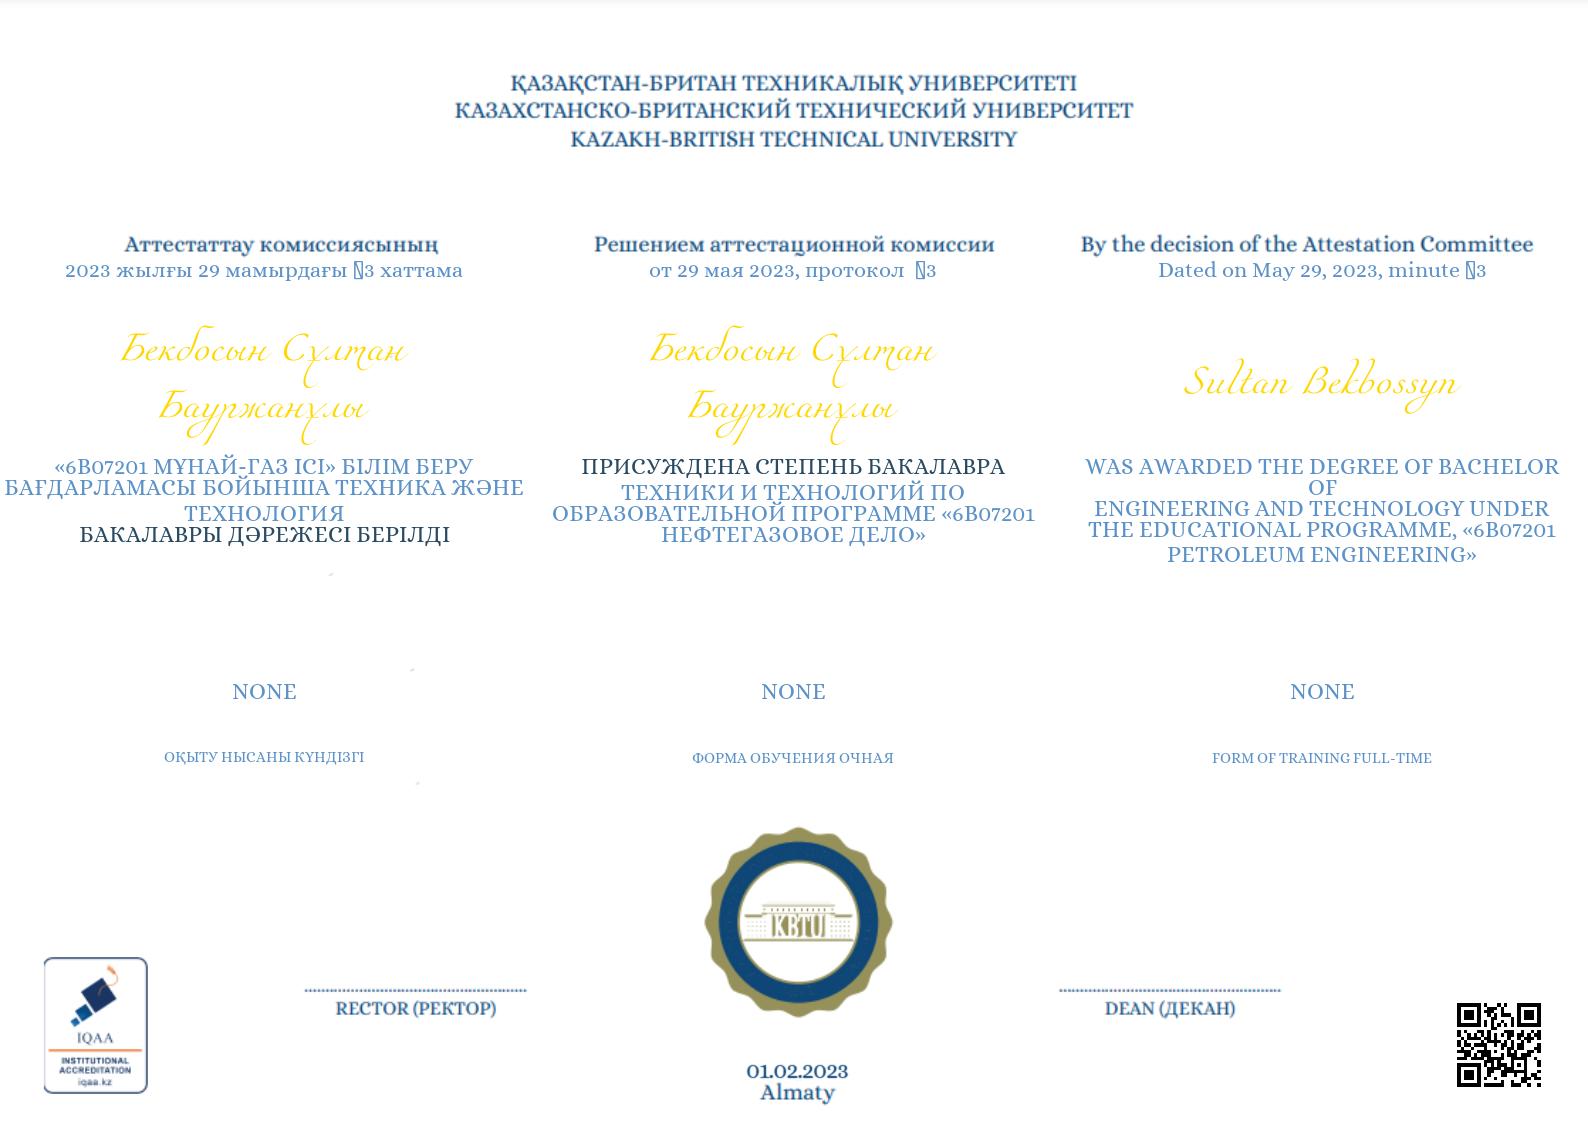 ҚАЗАҚСТАН-БРИТАН ТЕХНИКАЛЫҚ УНИВЕРСИТЕТІ
КАЗАХСТАНСКО-БРИТАНСКИЙ ТЕХНИЧЕСКИЙ УНИВЕРСИТЕТ
KAZAKH-BRITISH TECHNICAL UNIVERSITY
Аттестаттау комиссиясының
2023 жылғы 29 мамырдағы 3 хаттама
Бекбосын Сұлтан
Бауржанұлы
«6B07201 МҰНАЙ-ГАЗ ІСІ» БІЛІМ БЕРУ
БАҒДАРЛАМАСЫ БОЙЫНША ТЕХНИКА ЖӘНЕ
ТЕХНОЛОГИЯ
БАКАЛАВРЫ ДӘРЕЖЕСІ БЕРІЛДІ
NONE
ОҚЫТУ НЫСАНЫ КҮНДІЗГІ
Решением аттестационной комиссии
от 29 мая 2023, протокол 3
Бекбосын Сұлтан
Бауржанұлы
ПРИСУЖДЕНА СТЕПЕНЬ БАКАЛАВРА
ТЕХНИКИ И ТЕХНОЛОГИЙ ПО
ОБРАЗОВАТЕЛЬНОЙ ПРОГРАММЕ «6B07201
НЕФТЕГАЗОВОЕ ДЕЛО»
NONE
ФОРМА ОБУЧЕНИЯ ОЧНАЯ
By the decision of the Attestation Committee
Dated on May 29, 2023, minute 3
Sultan Bekbossyn
WAS AWARDED THE DEGREE OF BACHELOR
OF
ENGINEERING AND TECHNOLOGY UNDER
THE EDUCATIONAL PROGRAMME, «6B07201
PETROLEUM ENGINEERING»
NONE
FORM OF TRAINING FULL-TIME
IQAA
INSTITUTIONAL
ACCREDITATION
iqaa.kz
RECTOR (РЕКТОР)
KBTU
DEAN (ДЕКАН)
01.02.2023
Almaty